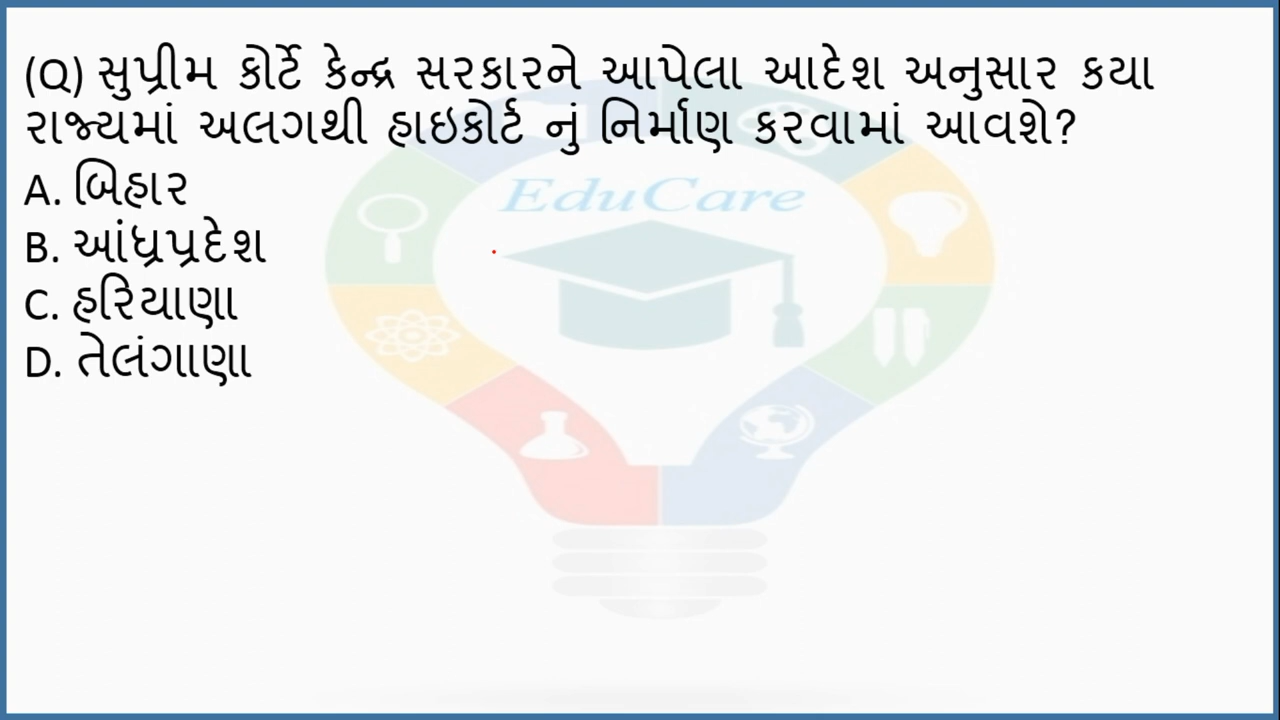 (Q) સુપ્રીમ કોર્ટે કેન્દ્ર સરકારને આપેલા આદેશ અનુસાર કયા
રાજ્યમાં અલગથી હાઇકોર્ટ નું નિર્માણ કરવામાં આવશે?
A. બિહાર
EduCare
B. આંધ્રપ્રદેશ
C. હરિયાણા
D. તેલંગાણા